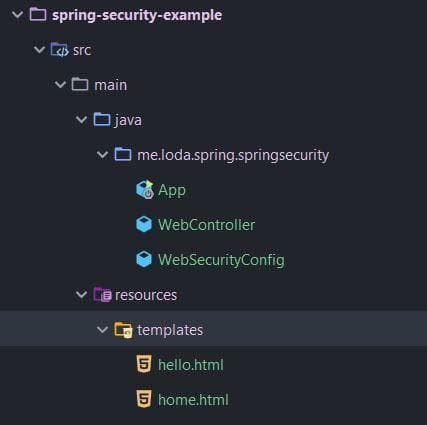 spring-security-example
src
main
java
me.loda.spring.springsecurity
App
WebController
WebSecurityConfig
resources
templates
hello.html
home.html